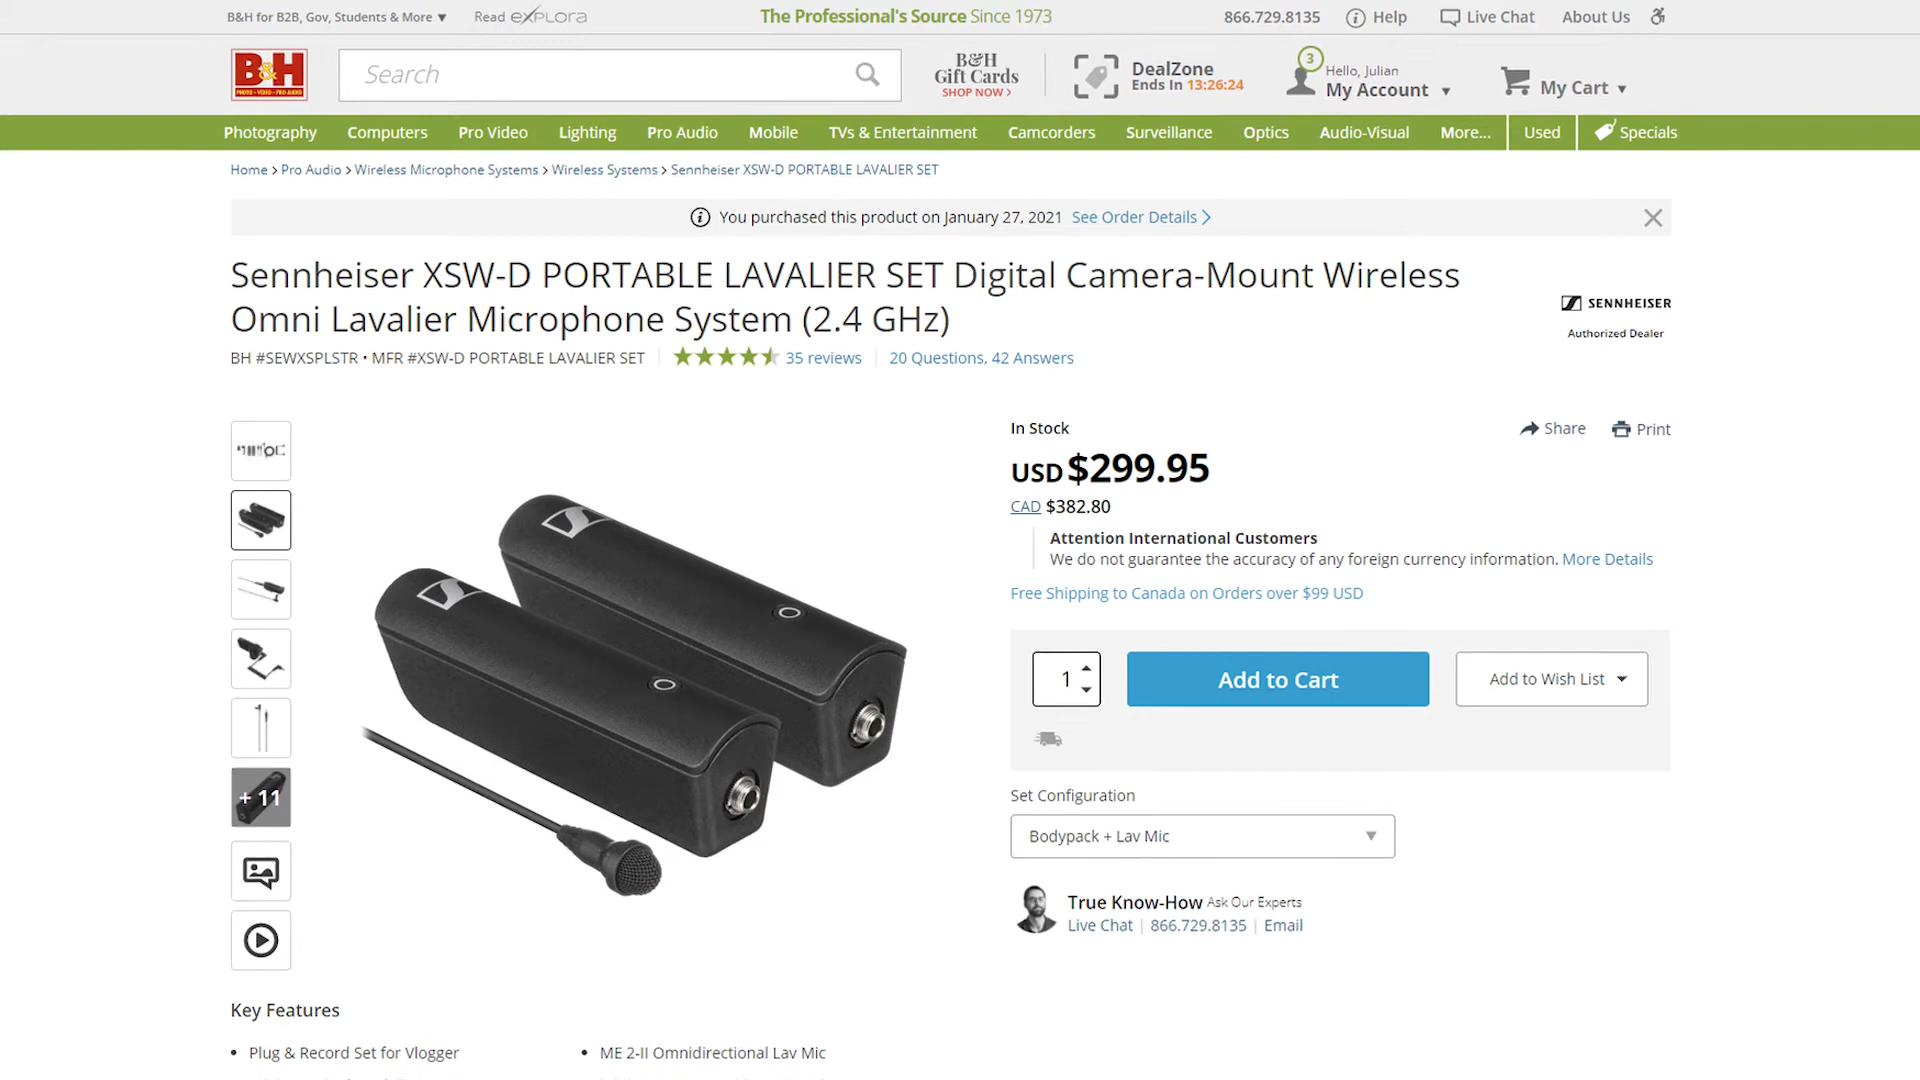 B&H for B2B, Gov, Students & More ▼
Read eXPLORA
The Professional's Source Since 1973
866.729.8135
Help
Live Chat
About Us
B&H
PHOTO - VIDEO - PRO AUDIO
Search
B&H
Gift Cards
SHOP NOW >
DealZone
Ends In 13:26:24
3
Hello, Julian
My Account ▼
My Cart ▼
Photography
Computers
Pro Video
Lighting
Pro Audio
Mobile
TVs & Entertainment
Camcorders
Surveillance
Optics
Audio-Visual
More...
Used
Specials
Home > Pro Audio > Wireless Microphone Systems > Wireless Systems > Sennheiser XSW-D PORTABLE LAVALIER SET
You purchased this product on January 27, 2021 See Order Details >
Sennheiser XSW-D PORTABLE LAVALIER SET Digital Camera-Mount Wireless
Omni Lavalier Microphone System (2.4 GHz)
SENNHEISER
Authorized Dealer
BH #SEWXSPLSTR • MFR #XSW-D PORTABLE LAVALIER SET
35 reviews
20 Questions, 42 Answers
In Stock
Share
Print
USD $299.95
CAD $382.80
Attention International Customers
We do not guarantee the accuracy of any foreign currency information. More Details
Free Shipping to Canada on Orders over $99 USD
1
Add to Cart
Add to Wish List
+ 11
Set Configuration
Bodypack + Lav Mic
True Know-How Ask Our Experts
Live Chat | 866.729.8135 | Email
Key Features
• Plug & Record Set for Vlogger
• ME 2-II Omnidirectional Lav Mic